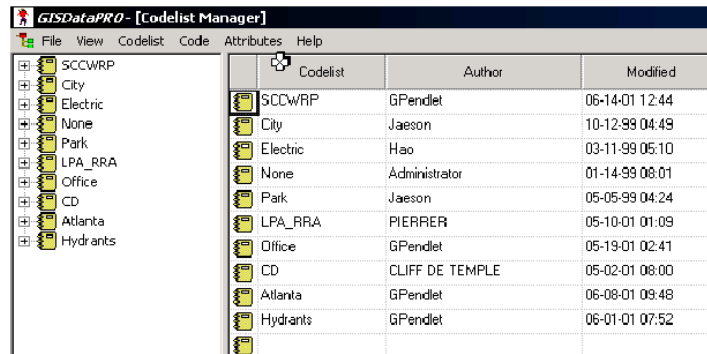 GISDataPRO - [Codelist Manager]
File View Codelist Code Attributes Help
SCCWRP
City
Electric
None
Park
LPA_RRA
Office
CD
Atlanta
Hydrants
Codelist Author Modified
SCCWRP GPendlet 06-14-01 12:44
City Jaeson 10-12-99 04:49
Electric Hao 03-11-99 05:10
None Administrator 01-14-99 08:01
Park Jaeson 05-05-99 04:24
LPA_RRA PIERRER 05-10-01 01:09
Office GPendlet 05-19-01 02:41
CD CLIFF DE TEMPLE 05-02-01 08:00
Atlanta GPendlet 06-08-01 09:48
Hydrants GPendlet 06-01-01 07:52